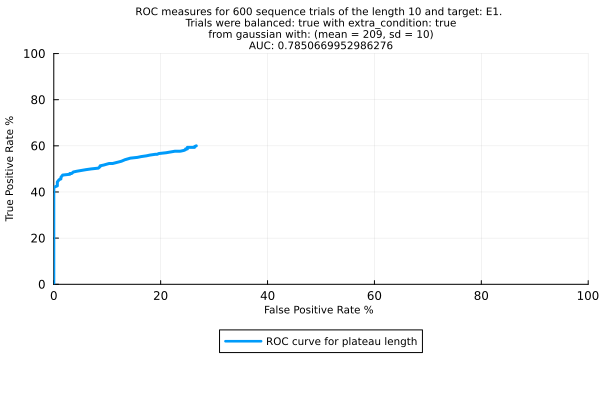 ROC measures for 600 sequence trials of the length 10 and target: E1.
Trials were balanced: true with extra_condition: true
from gaussian with: (mean = 209, sd = 10)
AUC: 0.7850669952986276
100
80
60
40
20
0
True Positive Rate %
0 20 40 60 80 100
False Positive Rate %
ROC curve for plateau length